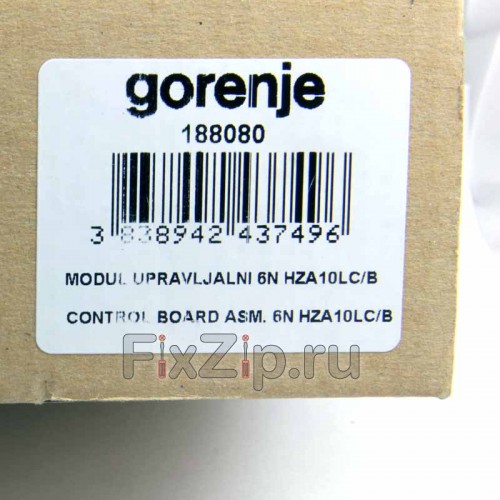 gorenje
188080
3 838942 437496
MODUL UPRAVLJALNI 6N HZA10LC/B
CONTROL BOARD ASM. 6N HZA10LC/B
FixZip.ru